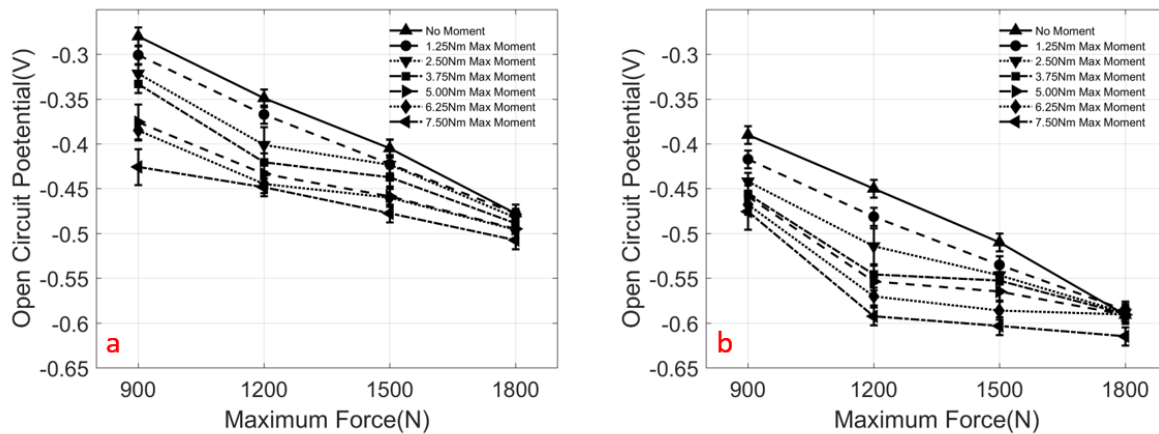 No Moment
1.25Nm Max Moment
2.50Nm Max Moment
3.75Nm Max Moment
5.00Nm Max Moment
6.25Nm Max Moment
7.50Nm Max Moment
-0.3
-0.35
-0.4
-0.45
-0.5
-0.55
-0.6
-0.65
Open Circuit Poetential(V)
a
900 1200 1500 1800
Maximum Force(N)
No Moment
1.25Nm Max Moment
2.50Nm Max Moment
3.75Nm Max Moment
5.00Nm Max Moment
6.25Nm Max Moment
7.50Nm Max Moment
-0.3
-0.35
-0.4
-0.45
-0.5
-0.55
-0.6
-0.65
Open Circuit Poetential(V)
b
900 1200 1500 1800
Maximum Force(N)